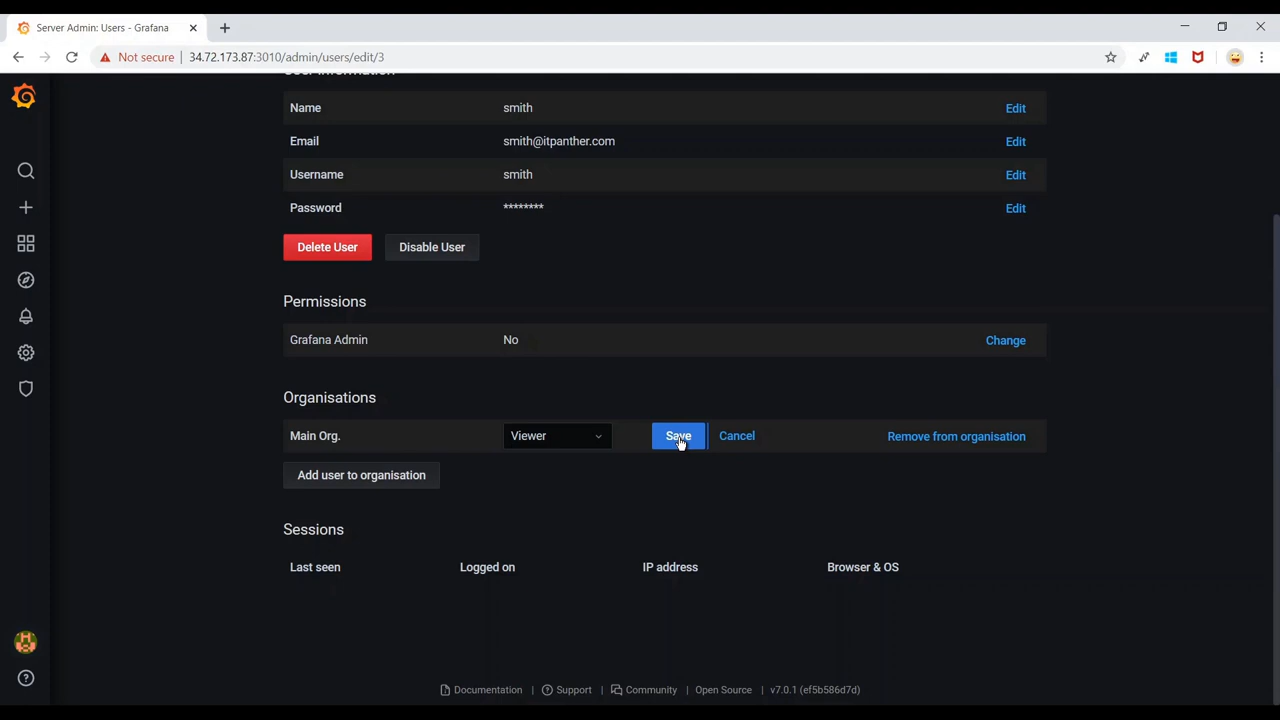 Server Admin: Users - Grafana
Not secure | 34.72.173.87:3010/admin/users/edit/3
User Information
Name smith Edit
Email smith@itpanther.com Edit
Username smith Edit
Password ******** Edit
Delete User Disable User
Permissions
Grafana Admin No Change
Organisations
Main Org. Viewer Save Cancel Remove from organisation
Add user to organisation
Sessions
Last seen Logged on IP address Browser & OS
Documentation | Support | Community | Open Source | v7.0.1 (ef5b586d7d)